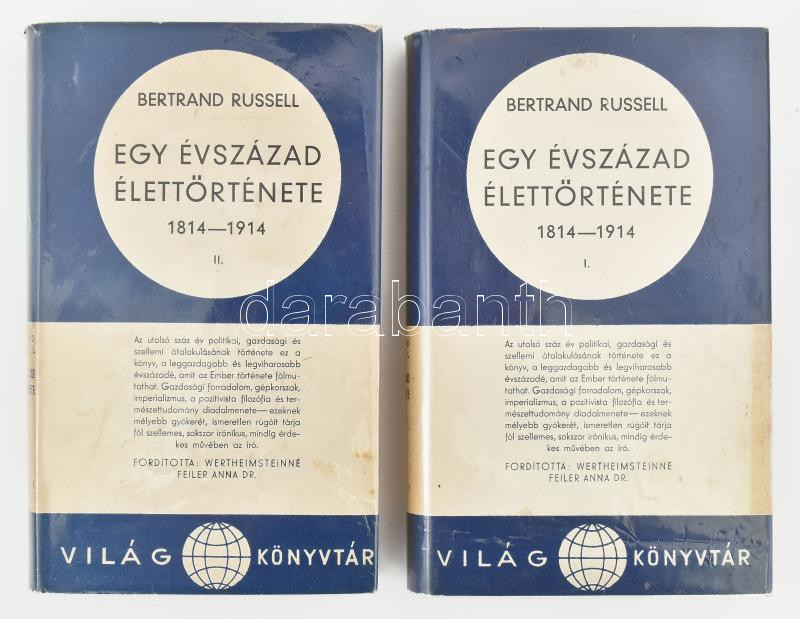 BERTRAND RUSSELL
EGY ÉVSZÁZAD
ÉLETTÖRTÉNETE
1814—1914
II.
Az utolsó száz év politikai, gazdasági és
szellemi átalakulásának története ez a
könyv, a leggazdagabb és legviharosabb
évszázadé, amit az Ember története fölmu-
tathat. Gazdasági forradalom, gépkorszak,
imperializmus, a pozitivista filozófia és ter-
mészettudomány diadalmenete—ezeknek
mélyebb gyökerét, ismeretlen rúgóit tárja
föl szellemes, sokszor irónikus, mindig érde-
kes művében az író.
FORDÍTOTTA: WERTHEIMSTEINNÉ
FEILER ANNA DR.
VILÁG KÖNYVTÁR
BERTRAND RUSSELL
EGY ÉVSZÁZAD
ÉLETTÖRTÉNETE
1814—1914
I.
Az utolsó száz év politikai, gazdasági és
szellemi átalakulásának története ez a
könyv, a leggazdagabb és legviharosabb
évszázadé, amit az Ember története fölmu-
tathat. Gazdasági forradalom, gépkorszak,
imperializmus, a pozitivista filozófia és ter-
mészettudomány diadalmenete—ezeknek
mélyebb gyökerét, ismeretlen rúgóit tárja
föl szellemes, sokszor irónikus, mindig érde-
kes művében az író.
FORDÍTOTTA: WERTHEIMSTEINNÉ
FEILER ANNA DR.
VILÁG KÖNYVTÁR
darabanth